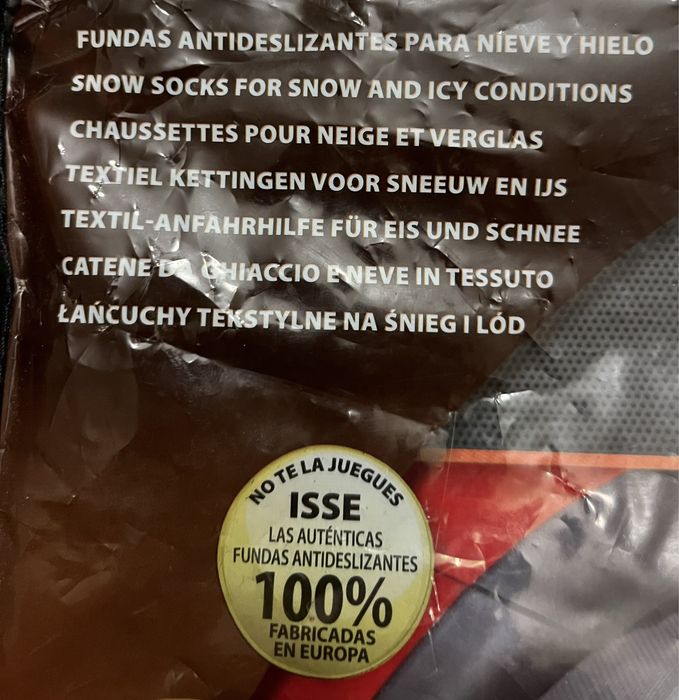 FUNDAS ANTIDESLIZANTES PARA NIEVE Y HIELO
SNOW SOCKS FOR SNOW AND ICY CONDITIONS
CHAUSSETTES POUR NEIGE ET VERGLAS
TEXTIEL KETTINGEN VOOR SNEEUW EN IJS
TEXTIL-ANFAHRHILFE FÜR EIS UND SCHNEE
CATENE DA GHIACCIO E NEVE IN TESSUTO
ŁAŃCUCHY TEKSTYLNE NA ŚNIEG I LÓD
NO TE LA JUEGUES
ISSE
LAS AUTÉNTICAS
FUNDAS ANTIDESLIZANTES
100%
FABRICADAS
EN EUROPA